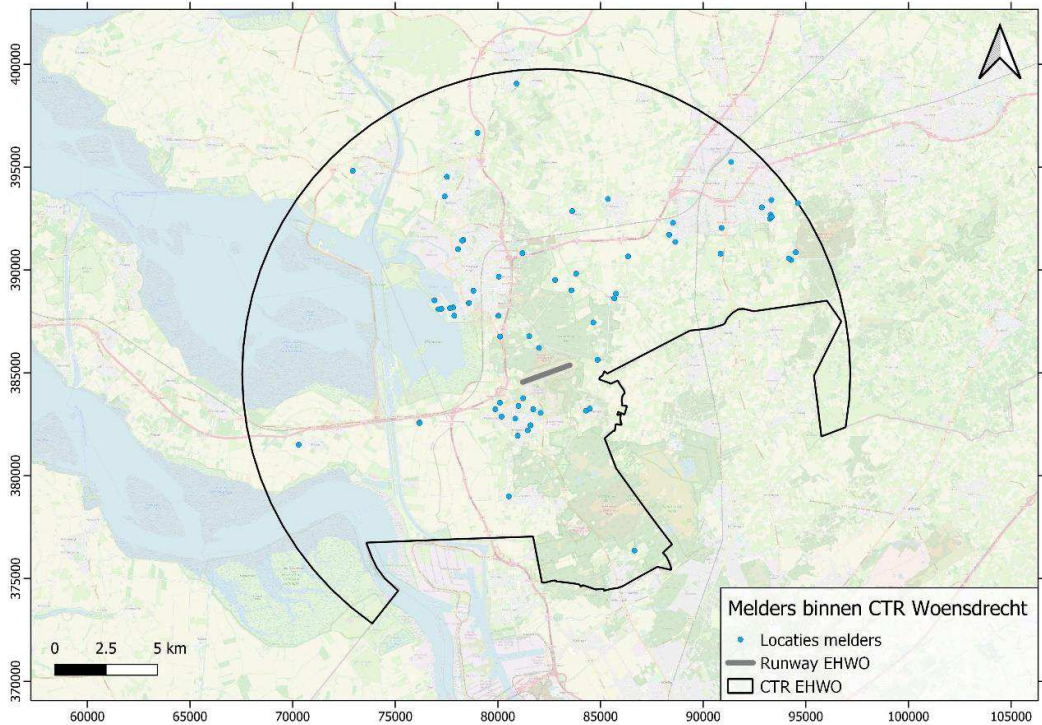 400000
395000
390000
385000
380000
375000
370000
0 2.5 5 km
Melders binnen CTR Woensdrecht
Locaties melders
Runway EHWO
CTR EHWO
60000 65000 70000 75000 80000 85000 90000 95000 100000 105000